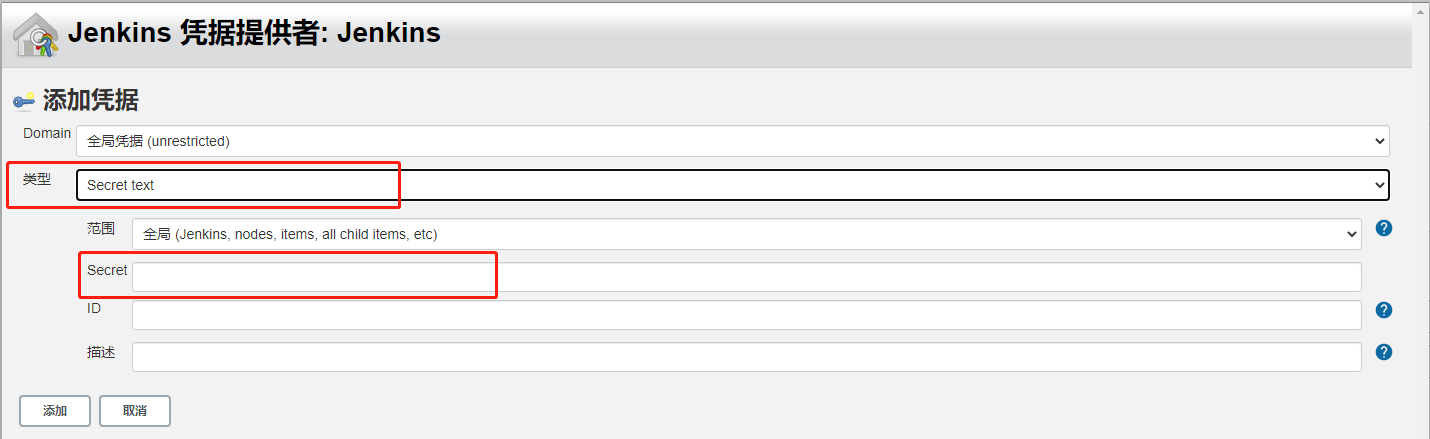 Jenkins 凭据提供者: Jenkins
添加凭据
Domain 全局凭据 (unrestricted)
类型 Secret text
范围 全局 (Jenkins, nodes, items, all child items, etc)
Secret
ID
描述
添加 取消